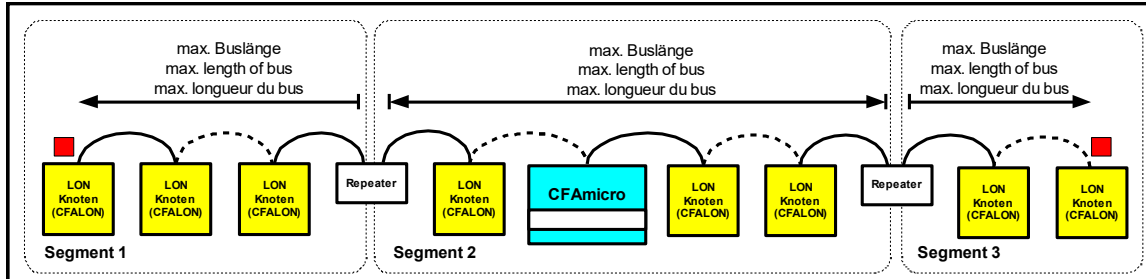 max. Buslänge
max. length of bus
max. longueur du bus
max. Buslänge
max. length of bus
max. longueur du bus
max. Buslänge
max. length of bus
max. longueur du bus
LON
Knoten
(CFALON)
LON
Knoten
(CFALON)
LON
Knoten
(CFALON)
Repeater
LON
Knoten
(CFALON)
CFAmicro
LON
Knoten
(CFALON)
LON
Knoten
(CFALON)
Repeater
LON
Knoten
(CFALON)
LON
Knoten
(CFALON)
Segment 1
Segment 2
Segment 3